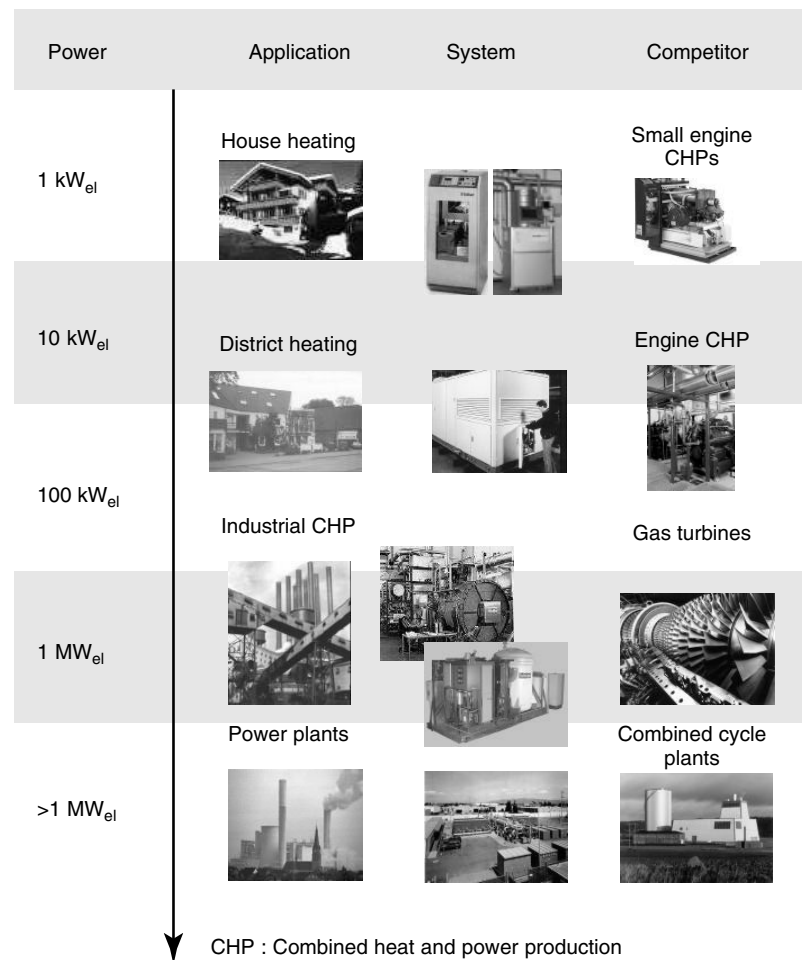 Power Application System Competitor
House heating
Small engine
CHPs
1 kWel
10 kWel
District heating
Engine CHP
100 kWel
Industrial CHP
Gas turbines
1 MWel
Power plants
Combined cycle
plants
>1 MWel
CHP : Combined heat and power production